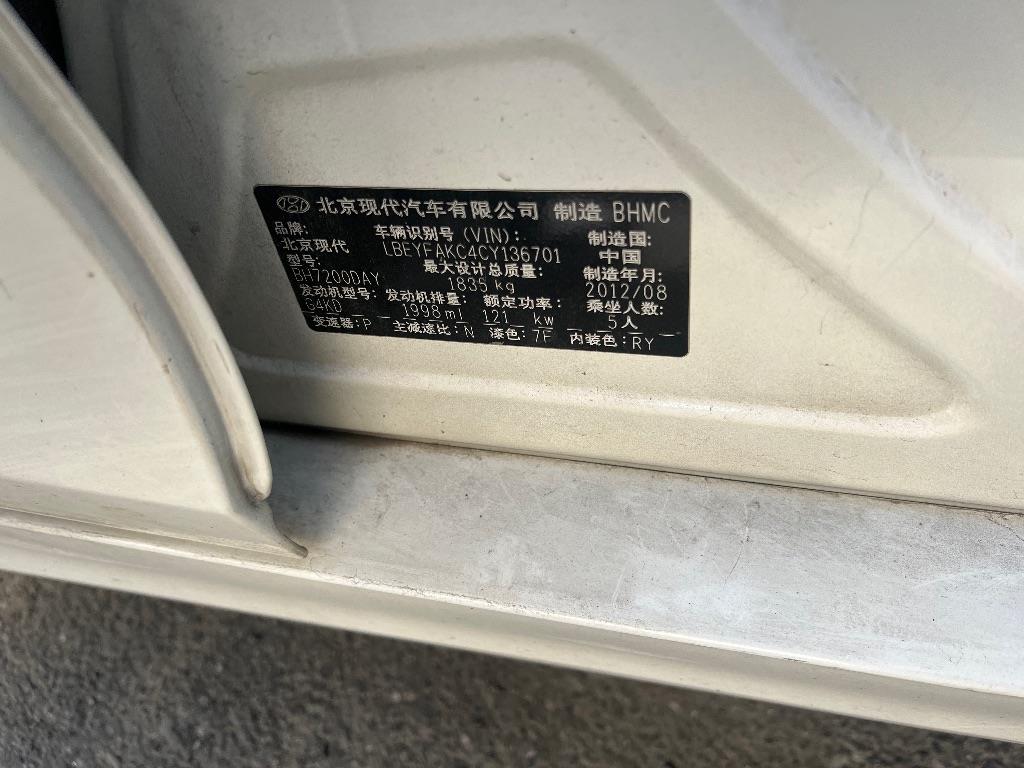 北京现代汽车有限公司 制造 BHMC
品牌: 车辆识别号 (VIN): 制造国:
北京现代 LBEYFAKC4CY136701 中国
型号: 最大设计总质量: 制造年月:
BH7200DAY 1835 kg 2012/08
发动机型号: 发动机排量: 额定功率: 乘坐人数:
G4KD 1998 ml 121 kw 5人
变速器: P 主减速比: N 漆色: 7F 内装色: RY